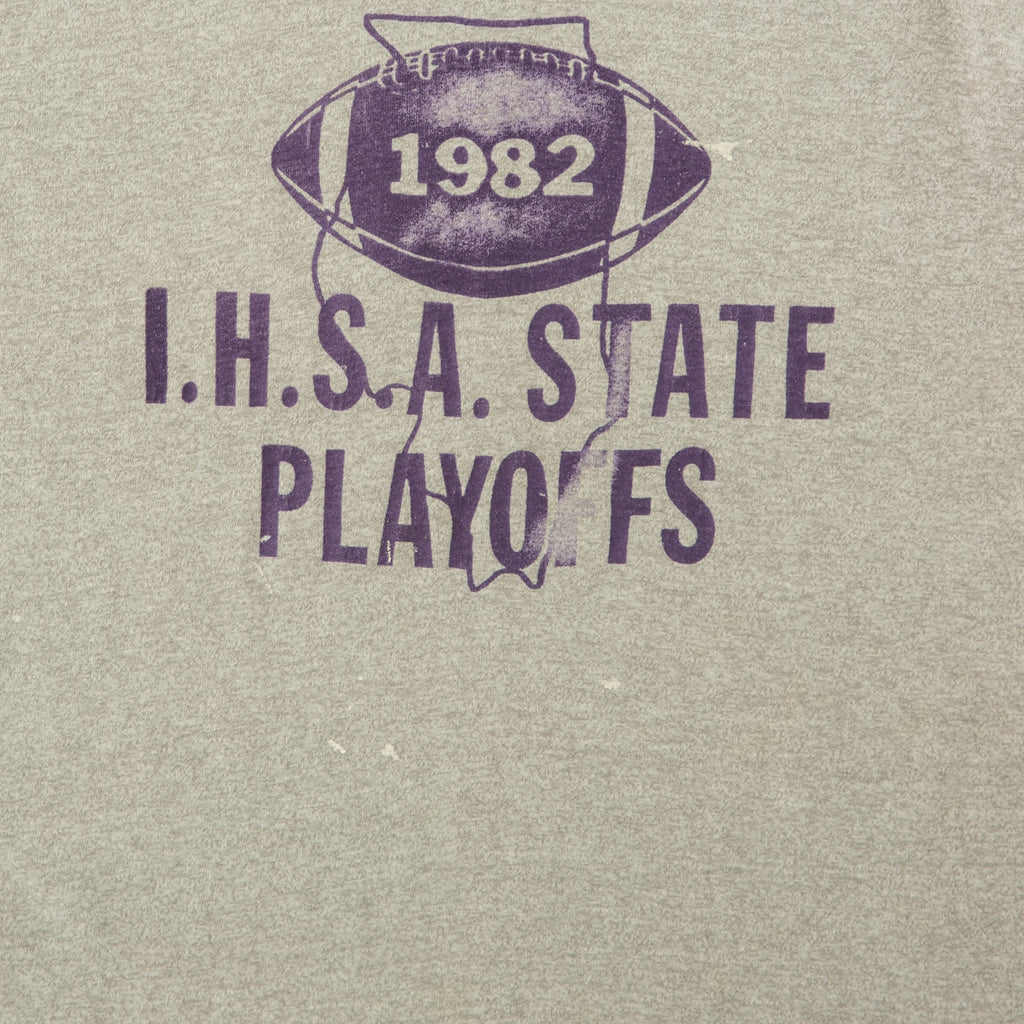 1982
I.H.S.A. STATE
PLAYOFFS